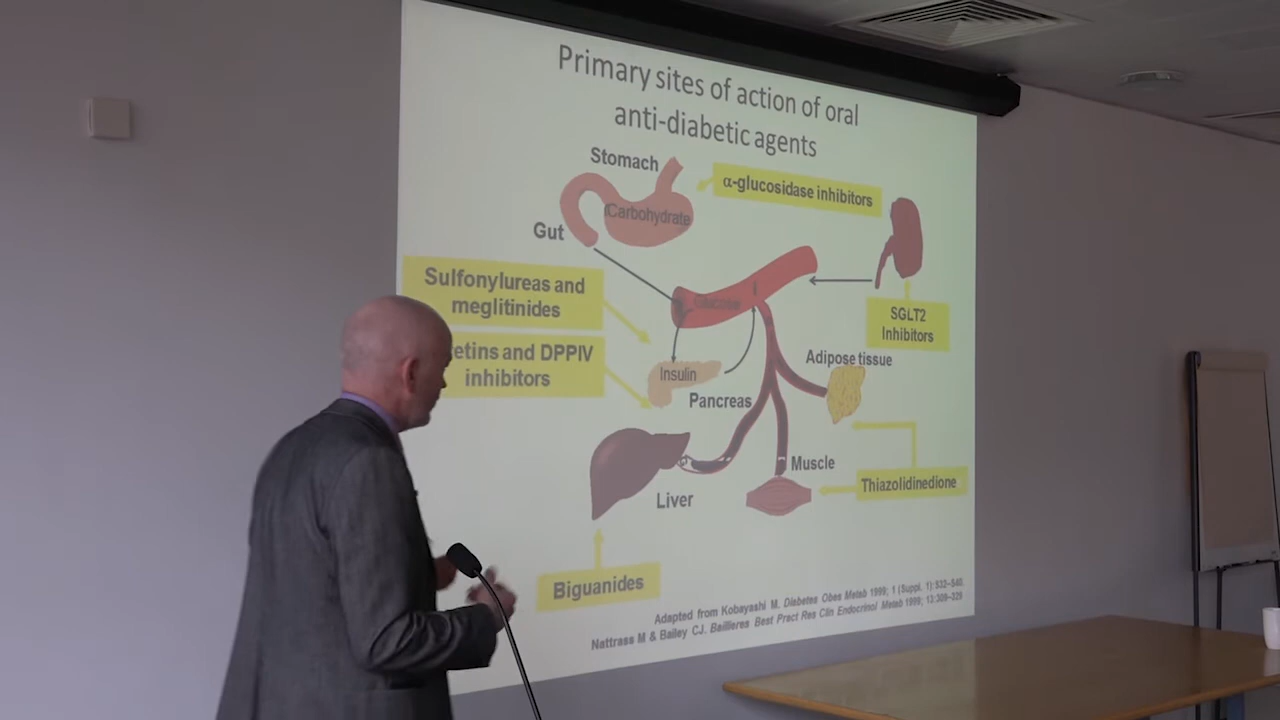 Primary sites of action of oral
anti-diabetic agents
Stomach
α-glucosidase inhibitors
Carbohydrate
Gut
Sulfonylureas and
meglitinides
Glucose
SGLT2
Inhibitors
and DPPIV
inhibitors
Insulin
Adipose tissue
Pancreas
Muscle
Thiazolidinedione
Liver
Biguanides
Adapted from Kobayashi M. Diabetes Obes Metab 1999; 1 (Suppl. 1):S32–S40.
Nattrass M & Bailey CJ. Baillieres Best Pract Res Clin Endocrinol Metab 1999; 13:309–329